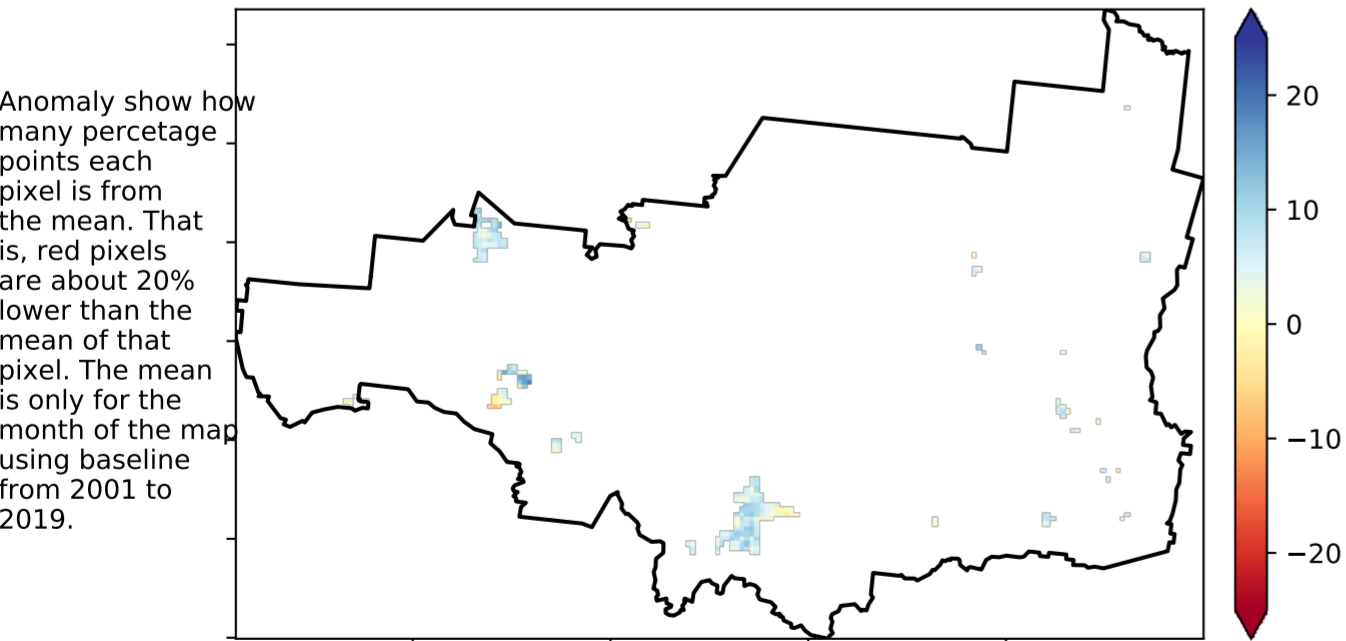 Anomaly show how
many percetage
points each
pixel is from
the mean. That
is, red pixels
are about 20%
lower than the
mean of that
pixel. The mean
is only for the
month of the map
using baseline
from 2001 to
2019.
20
10
0
−10
−20